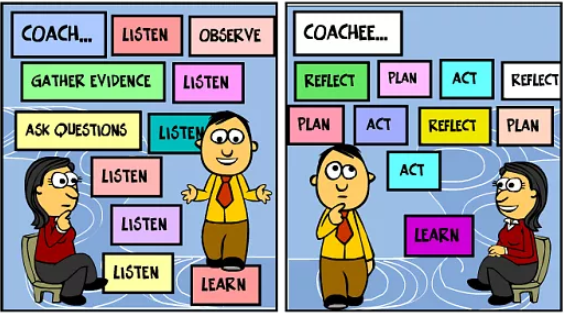 COACH... LISTEN OBSERVE
GATHER EVIDENCE LISTEN
ASK QUESTIONS LISTEN
LISTEN
LISTEN
LISTEN LEARN
COACHEE...
REFLECT PLAN ACT REFLECT
PLAN ACT REFLECT PLAN
ACT
LEARN